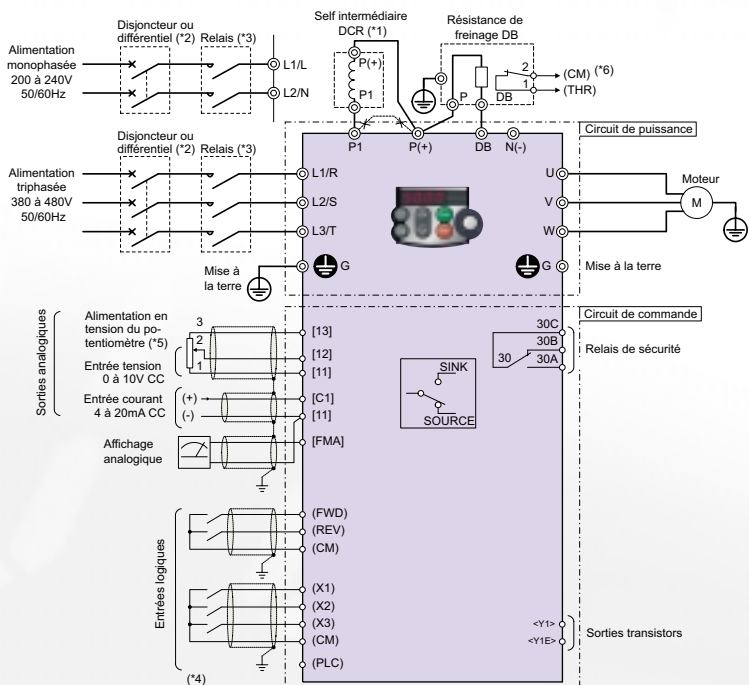 Self intermédiaire
DCR (*1)
Résistance de
freinage DB
Disjoncteur ou
différentiel (*2)
Relais (*3)
Alimentation
monophasée
200 à 240V
50/60Hz
L1/L
L2/N
P(+)
P1
P
DB
2
1
(CM) (*6)
(THR)
Circuit de puissance
P1
P(+)
DB
N(-)
Disjoncteur ou
différentiel (*2)
Relais (*3)
Alimentation
triphasée
380 à 480V
50/60Hz
L1/R
L2/S
L3/T
U
V
W
Moteur
M
Mise à
la terre
G
G
Mise à la terre
Circuit de commande
Sorties analogiques
Alimentation en
tension du po-
tentiomètre (*5)
Entrée tension
0 à 10V CC
3
2
1
[13]
[12]
[11]
Entrée courant
4 à 20mA CC
(+)
(-)
[C1]
[11]
Affichage
analogique
[FMA]
SINK
SOURCE
30C
30B
30
30A
Relais de sécurité
Entrées logiques
(FWD)
(REV)
(CM)
(X1)
(X2)
(X3)
(CM)
(PLC)
(*4)
<Y1>
<Y1E>
Sorties transistors